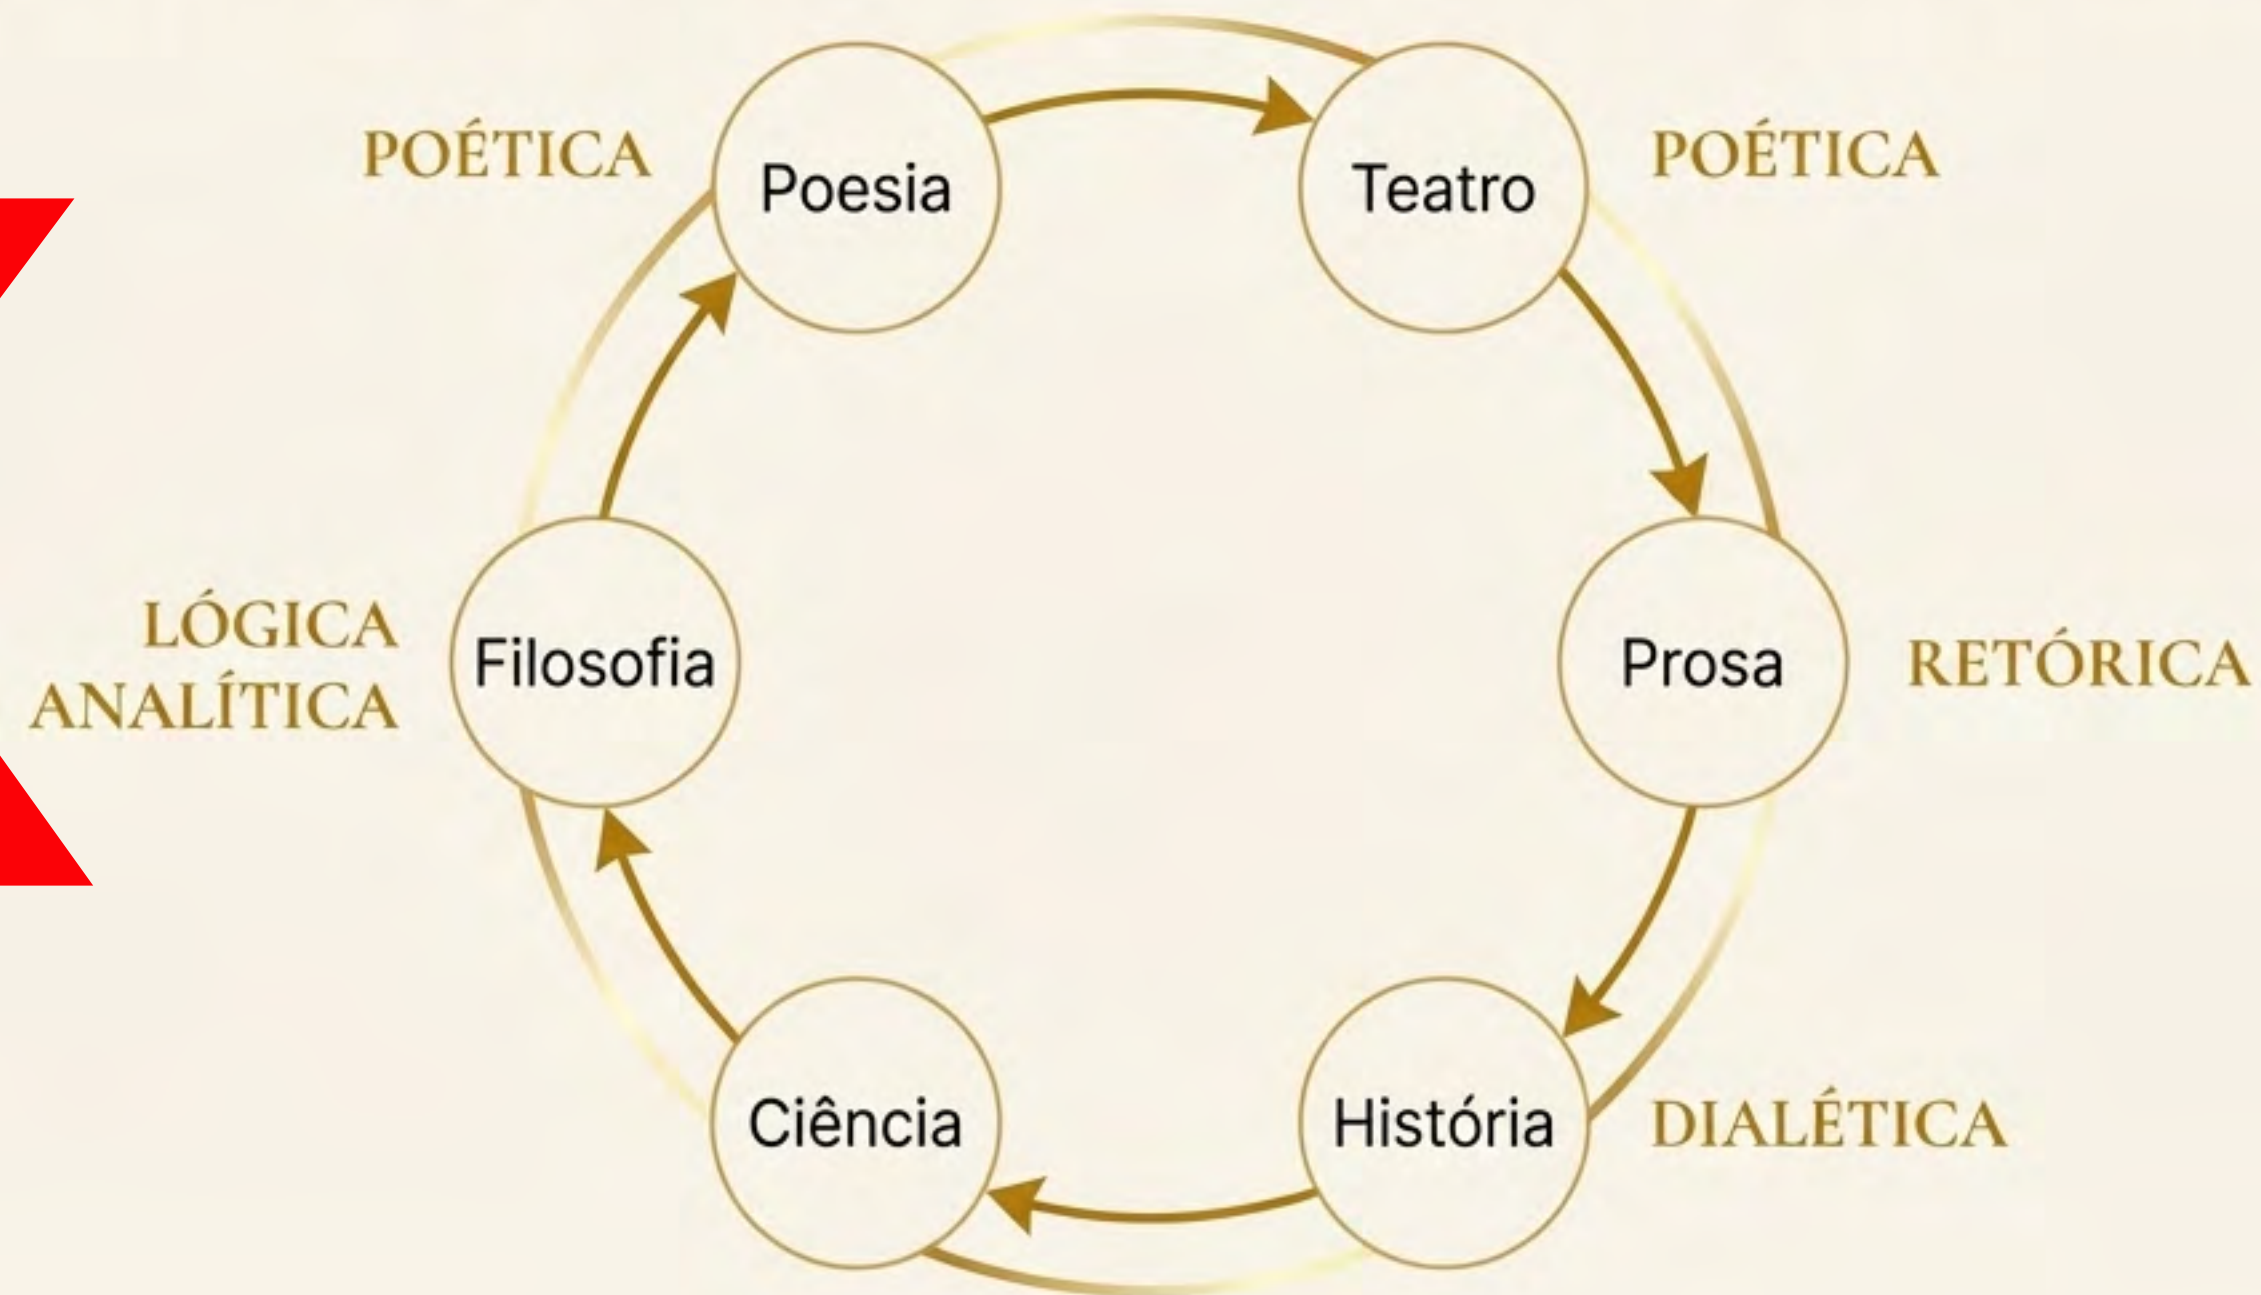 POÉTICA
Poesia
Teatro
POÉTICA
LÓGICA
ANALÍTICA
Filosofia
Prosa
RETÓRICA
Ciência
História
DIALÉTICA